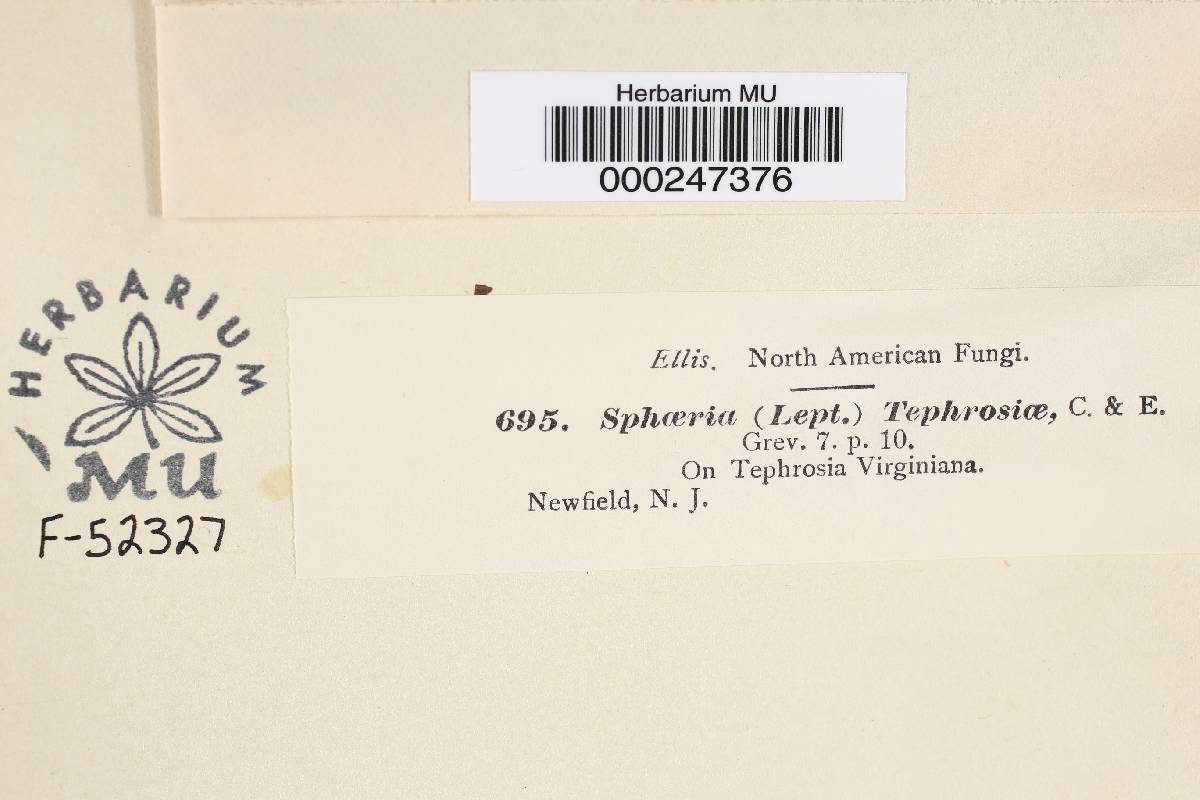 Herbarium MU
000247376
HERBARIUM
MU
F-52327
Ellis. North American Fungi.
695. Sphæria (Lept.) Tephrosiæ, C. & E.
Grev. 7. p. 10.
On Tephrosia Virginiana.
Newfield, N. J.